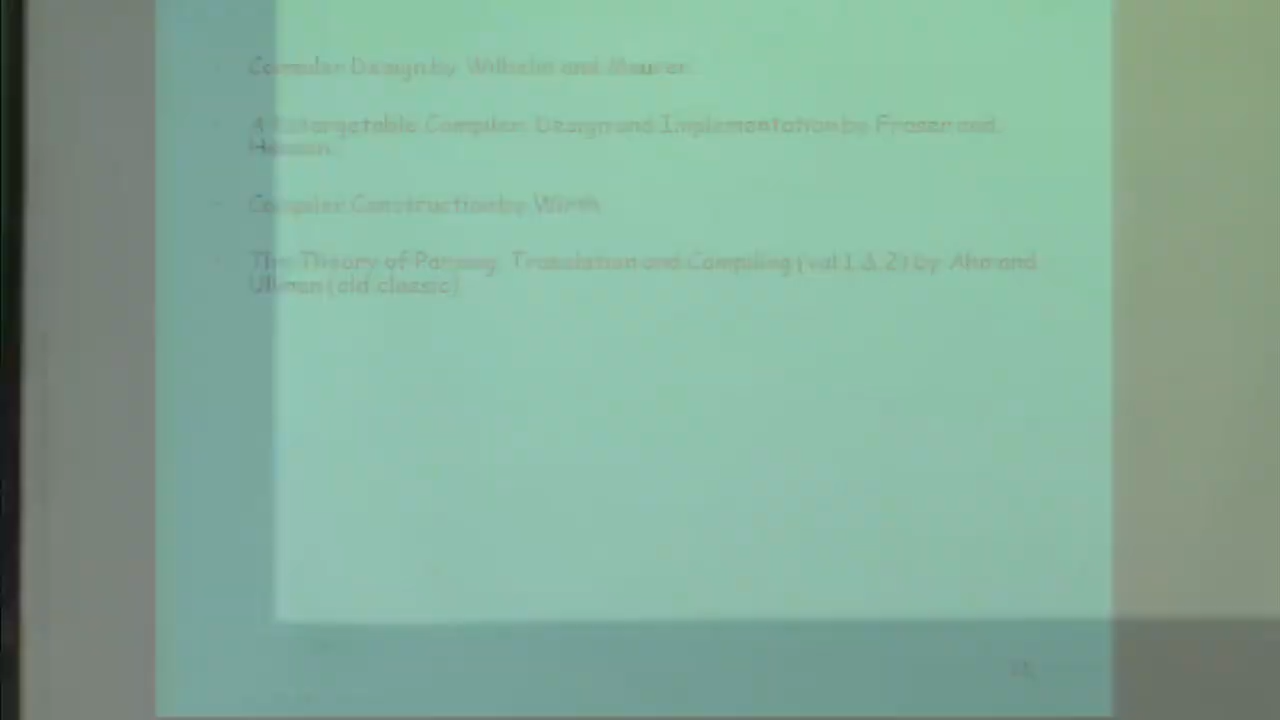 Compiler Design by Wilhelm and Maurer
A Retargetable Compiler: Design and Implementation by Fraser and
Hanson
Compiler Construction by Wirth
The Theory of Parsing, Translation and Compiling (vol 1 & 2) by Aho and
Ullman (old classic)